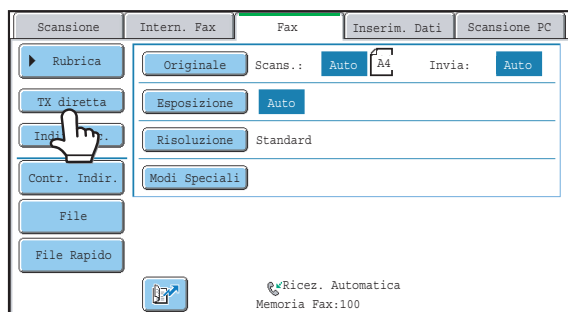 Scansione Intern. Fax Fax Inserim. Dati Scansione PC
Rubrica Originale Scans.: Auto A4 Invia: Auto
TX diretta Esposizione Auto
Risoluzione Standard
Contr. Indir. Modi Speciali
File
File Rapido
Ricez. Automatica
Memoria Fax:100